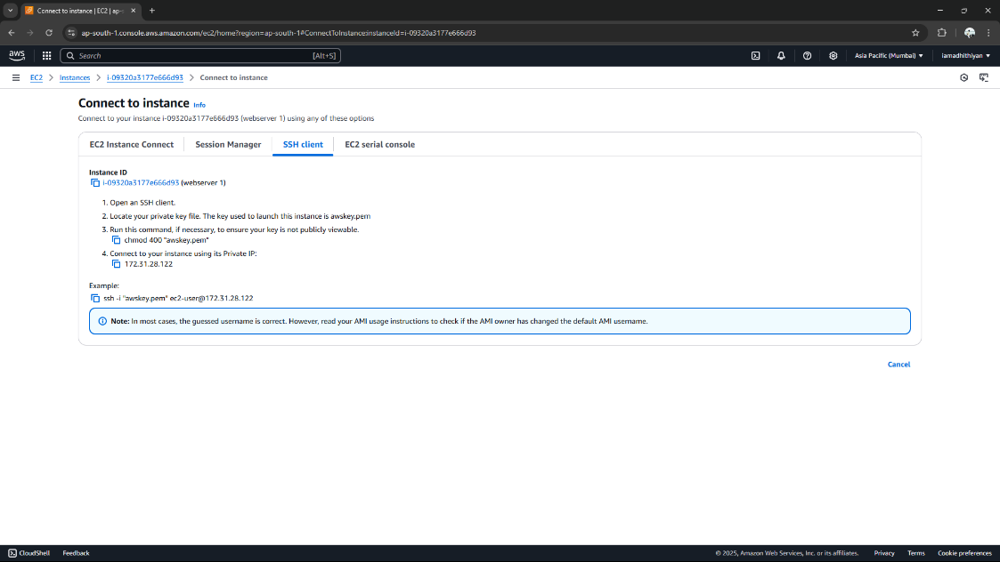 Connect to instance | EC2 | ap-s
ap-south-1.console.aws.amazon.com/ec2/home?region=ap-south-1#ConnectToInstance:instanceId=i-09320a3177e666d93
aws
Search
[Alt+S]
Asia Pacific (Mumbai)
iamadhithiyan
EC2
Instances
i-09320a3177e666d93
Connect to instance
Connect to instance Info
Connect to your instance i-09320a3177e666d93 (webserver 1) using any of these options
EC2 Instance Connect
Session Manager
SSH client
EC2 serial console
Instance ID
i-09320a3177e666d93 (webserver 1)
1. Open an SSH client.
2. Locate your private key file. The key used to launch this instance is awskey.pem
3. Run this command, if necessary, to ensure your key is not publicly viewable.
chmod 400 "awskey.pem"
4. Connect to your instance using its Private IP:
172.31.28.122
Example:
ssh -i "awskey.pem" ec2-user@172.31.28.122
Note: In most cases, the guessed username is correct. However, read your AMI usage instructions to check if the AMI owner has changed the default AMI username.
Cancel
CloudShell
Feedback
© 2025, Amazon Web Services, Inc. or its affiliates.
Privacy
Terms
Cookie preferences